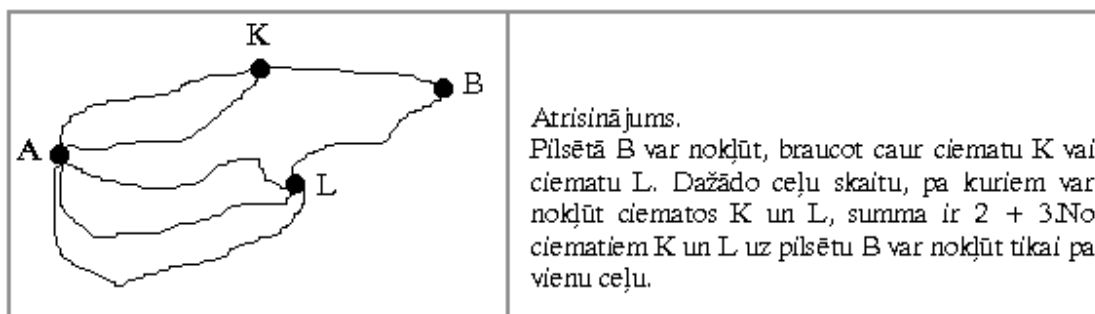 K
B
A
L
Atrisinājums.
Pilsētā B var nokļūt, braucot caur ciematu K vai
ciematu L. Dažādo ceļu skaitu, pa kuriem var
nokļūt ciematos K un L, summa ir 2 + 3.No
ciematiem K un L uz pilsētu B var nokļūt tikai pa
vienu ceļu.